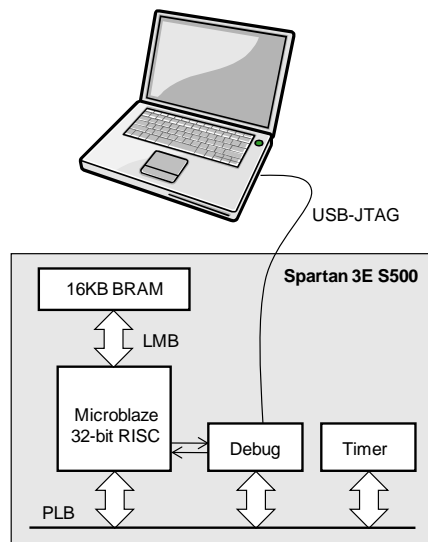 USB-JTAG
Spartan 3E S500
16KB BRAM
LMB
Microblaze
32-bit RISC
Debug
Timer
PLB